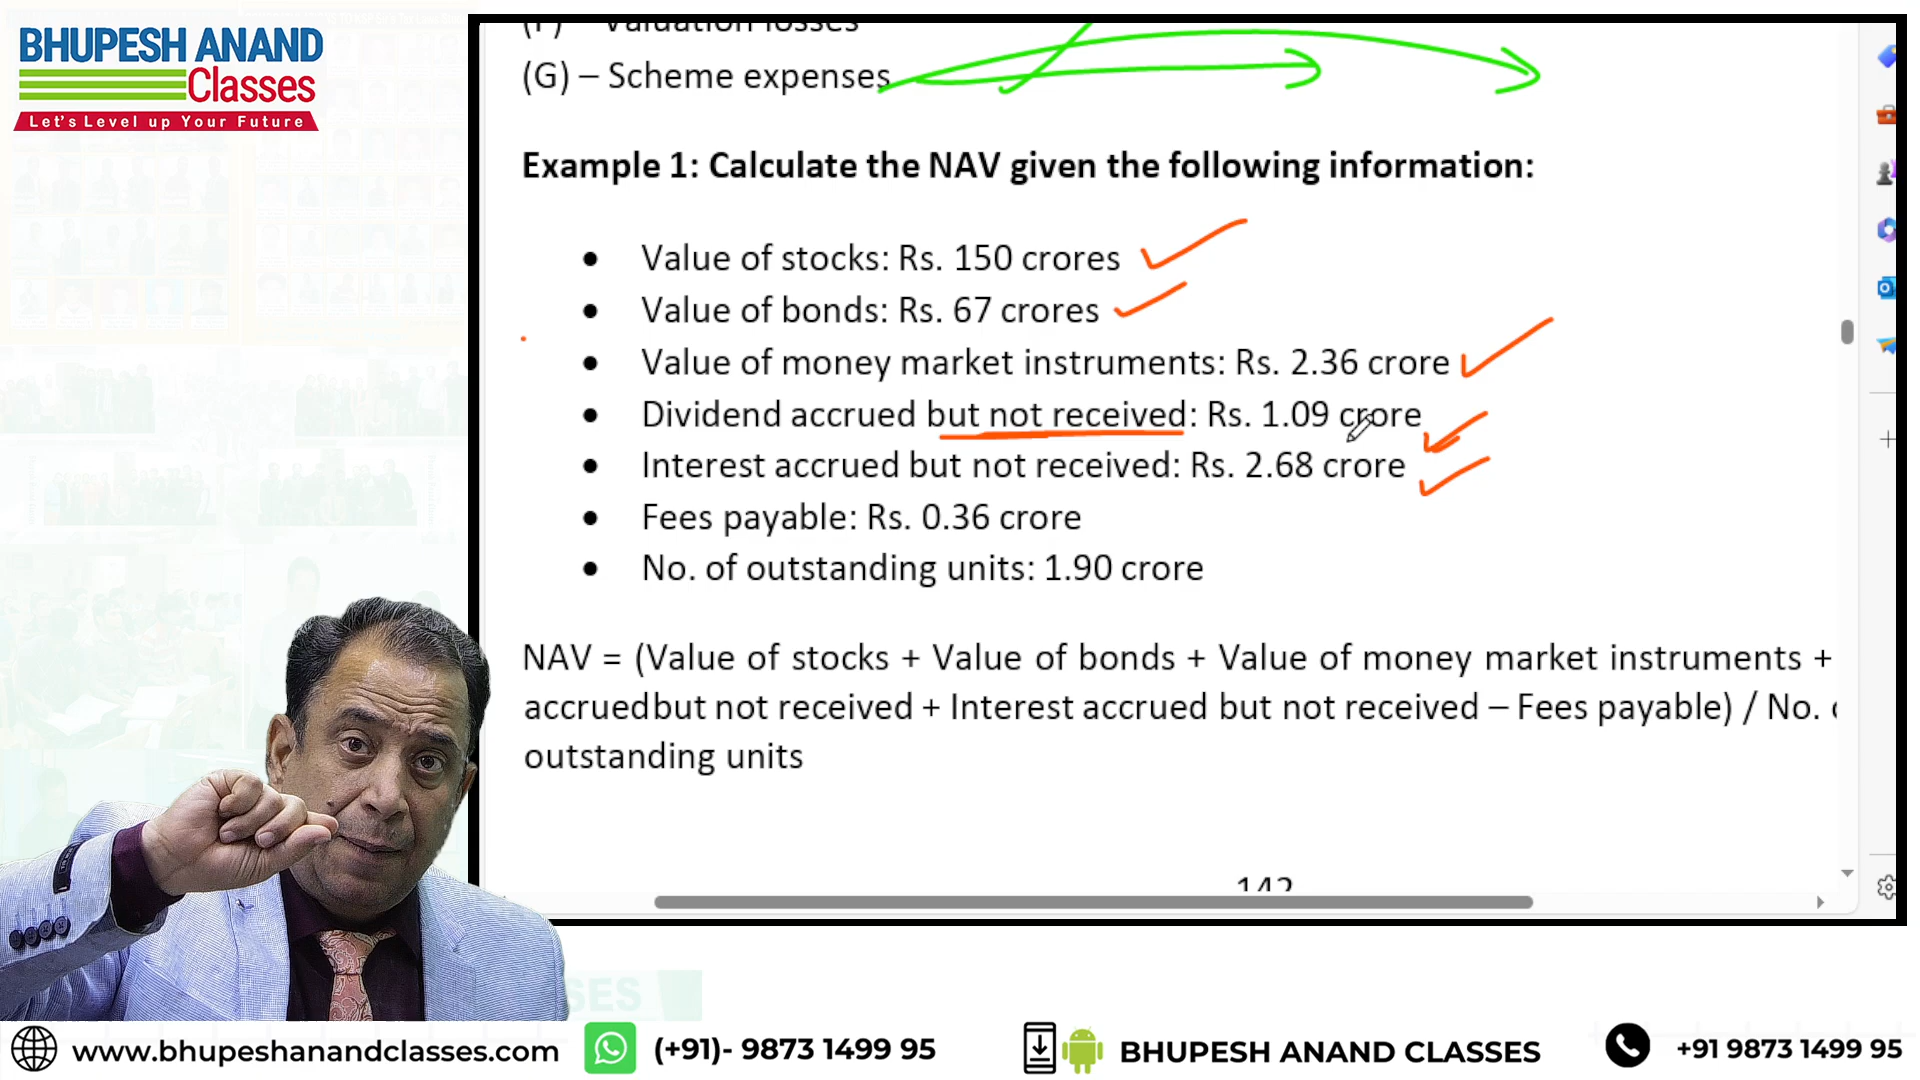 BHUPESH ANAND
Classes
Let's Level up Your Future
(F) – Valuation losses
(G) – Scheme expenses
Example 1: Calculate the NAV given the following information:
• Value of stocks: Rs. 150 crores
• Value of bonds: Rs. 67 crores
• Value of money market instruments: Rs. 2.36 crore
• Dividend accrued but not received: Rs. 1.09 crore
• Interest accrued but not received: Rs. 2.68 crore
• Fees payable: Rs. 0.36 crore
• No. of outstanding units: 1.90 crore
NAV = (Value of stocks + Value of bonds + Value of money market instruments +
accruedbut not received + Interest accrued but not received – Fees payable) / No.
outstanding units
142
SES
www.bhupeshanandclasses.com
(+91)- 9873 1499 95
BHUPESH ANAND CLASSES
+91 9873 1499 95